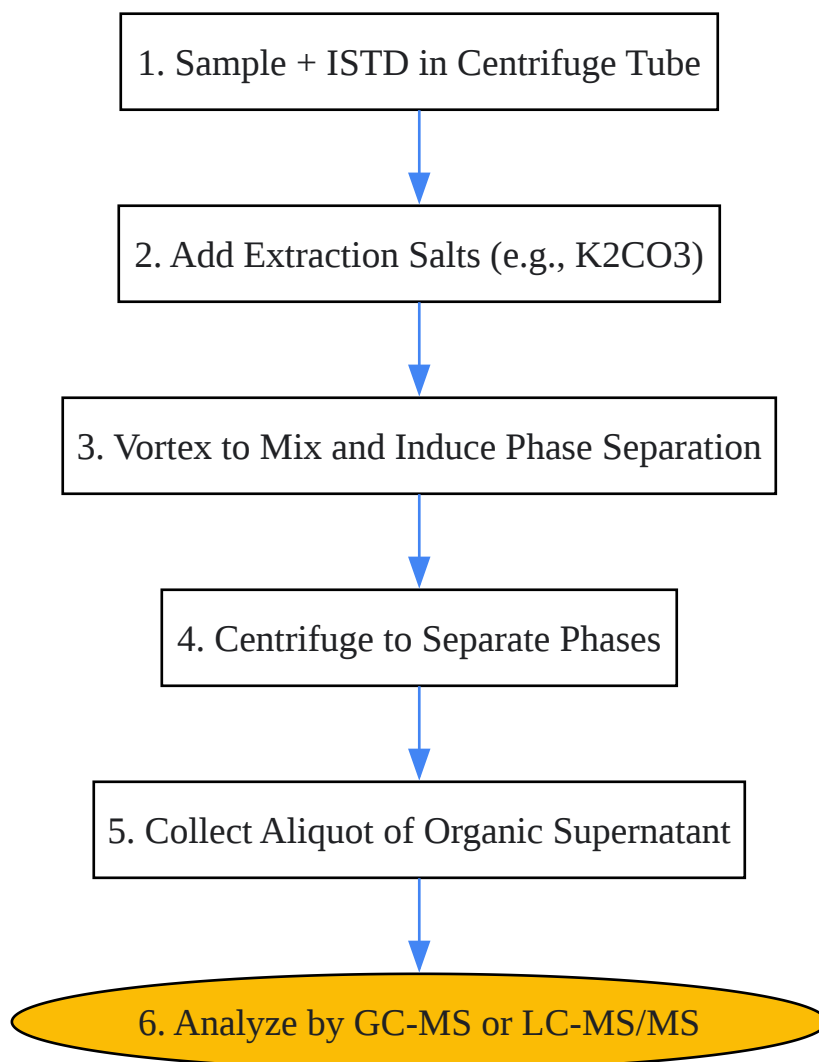 1. Sample + ISTD in Centrifuge Tube
2. Add Extraction Salts (e.g., K2CO3)
3. Vortex to Mix and Induce Phase Separation
4. Centrifuge to Separate Phases
5. Collect Aliquot of Organic Supernatant
6. Analyze by GC-MS or LC-MS/MS